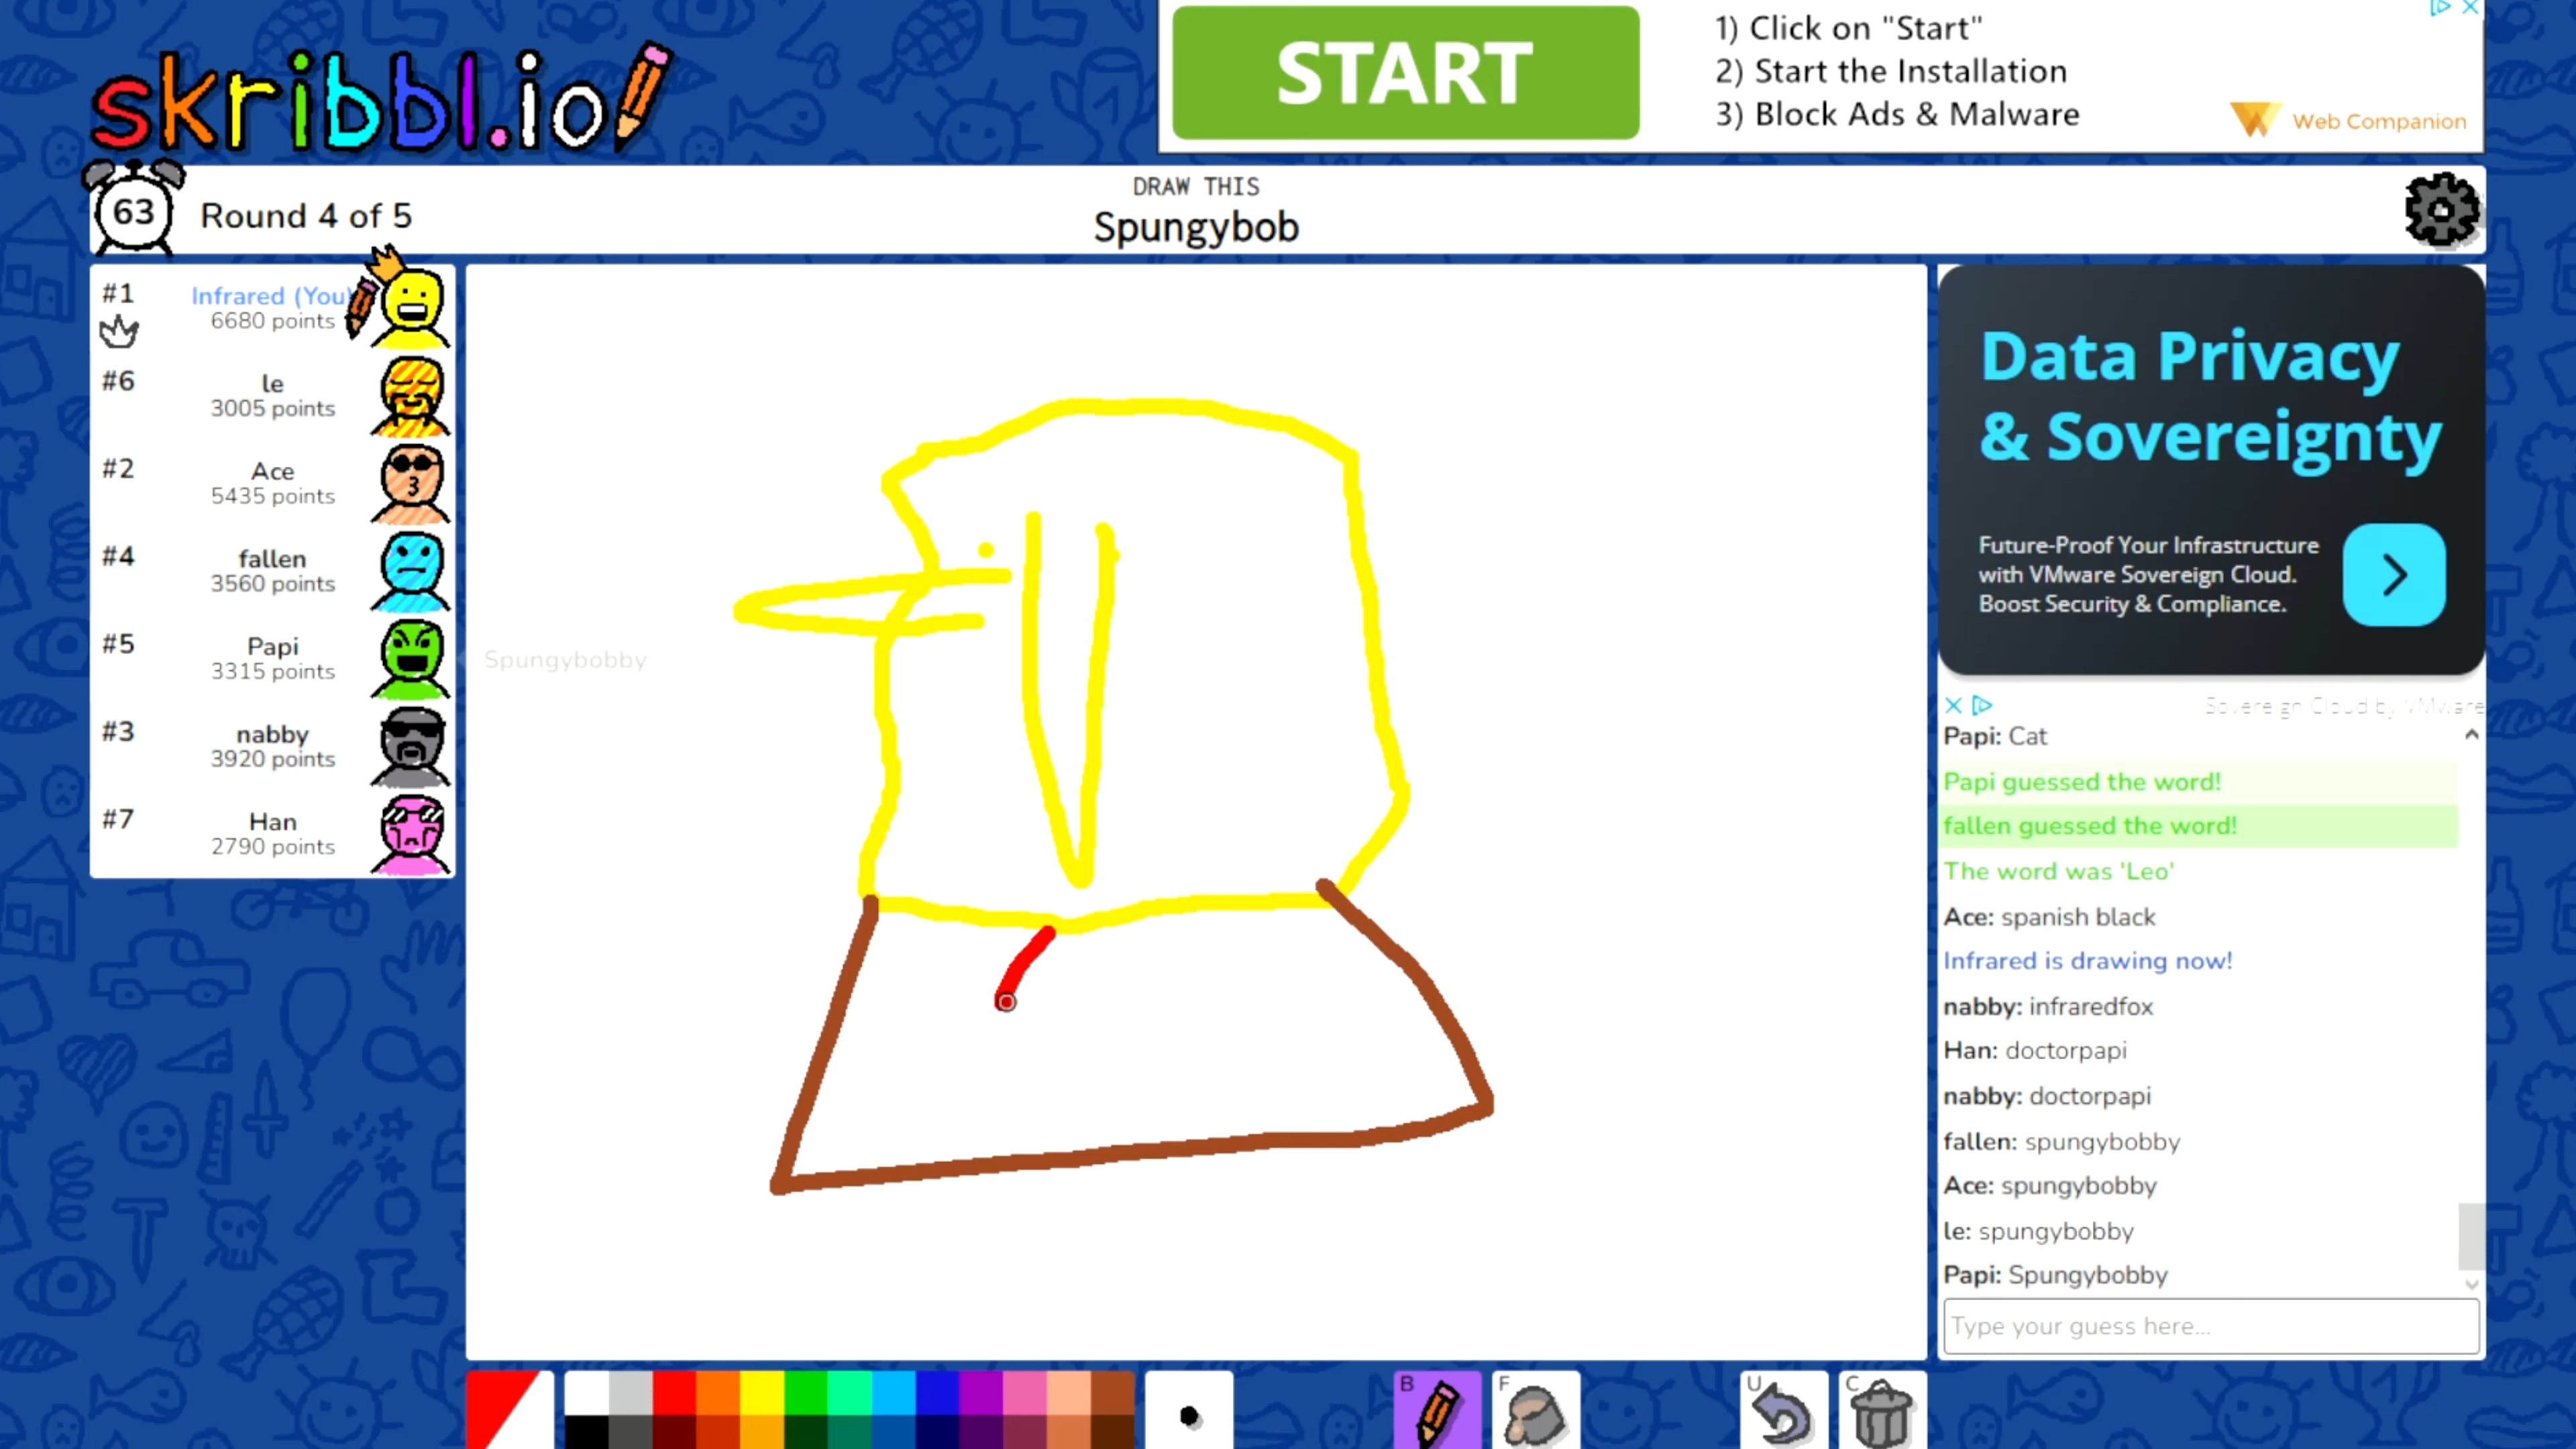 skribbl.io
START
1) Click on "Start"
2) Start the Installation
3) Block Ads & Malware
Web Companion
63
Round 4 of 5
DRAW THIS
Spungybob
#1
Infrared (You)
6680 points
#6
le
3005 points
#2
Ace
5435 points
#4
fallen
3560 points
#5
Papi
3315 points
#3
nabby
3920 points
#7
Han
2790 points
Spungybobby
Data Privacy
& Sovereignty
Future-Proof Your Infrastructure
with VMware Sovereign Cloud.
Boost Security & Compliance.
Sovereign Cloud by VMware
Papi: Cat
Papi guessed the word!
fallen guessed the word!
The word was 'Leo'
Ace: spanish black
Infrared is drawing now!
nabby: infraredfox
Han: doctorpapi
nabby: doctorpapi
fallen: spungybobby
Ace: spungybobby
le: spungybobby
Papi: Spungybobby
Type your guess here...
B
F
U
C